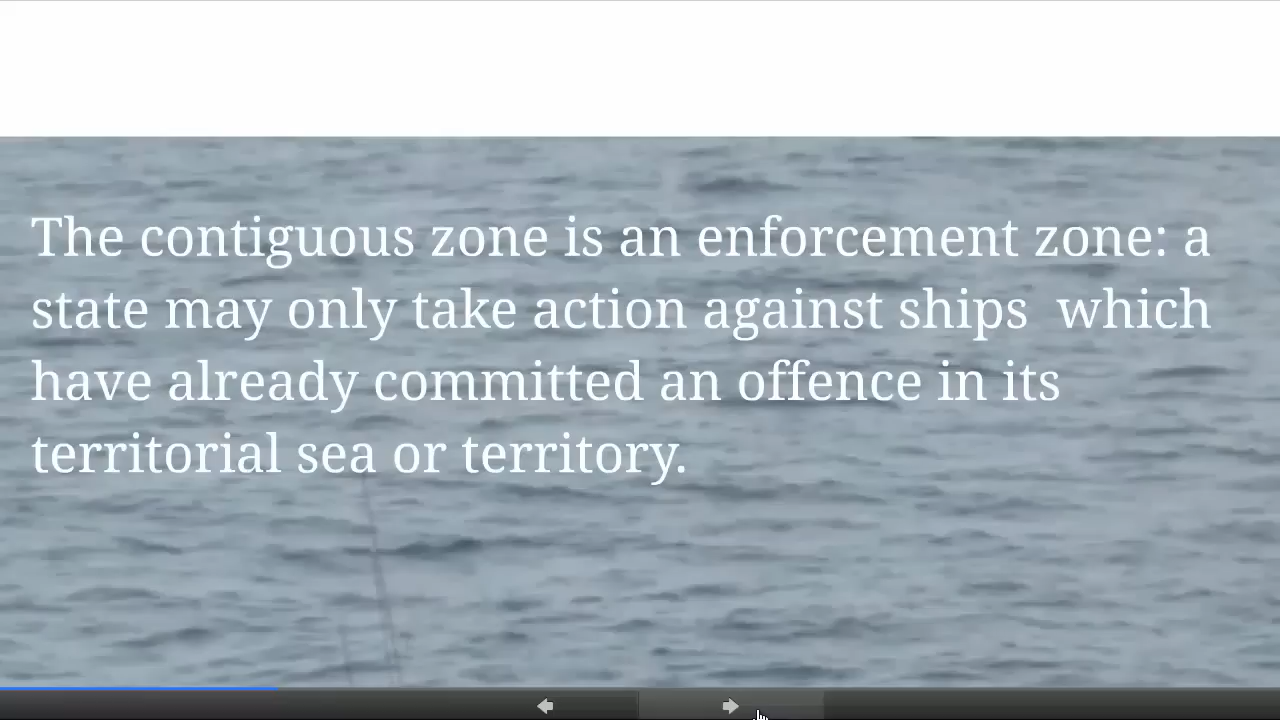 The contiguous zone is an enforcement zone: a
state may only take action against ships  which
have already committed an offence in its
territorial sea or territory.